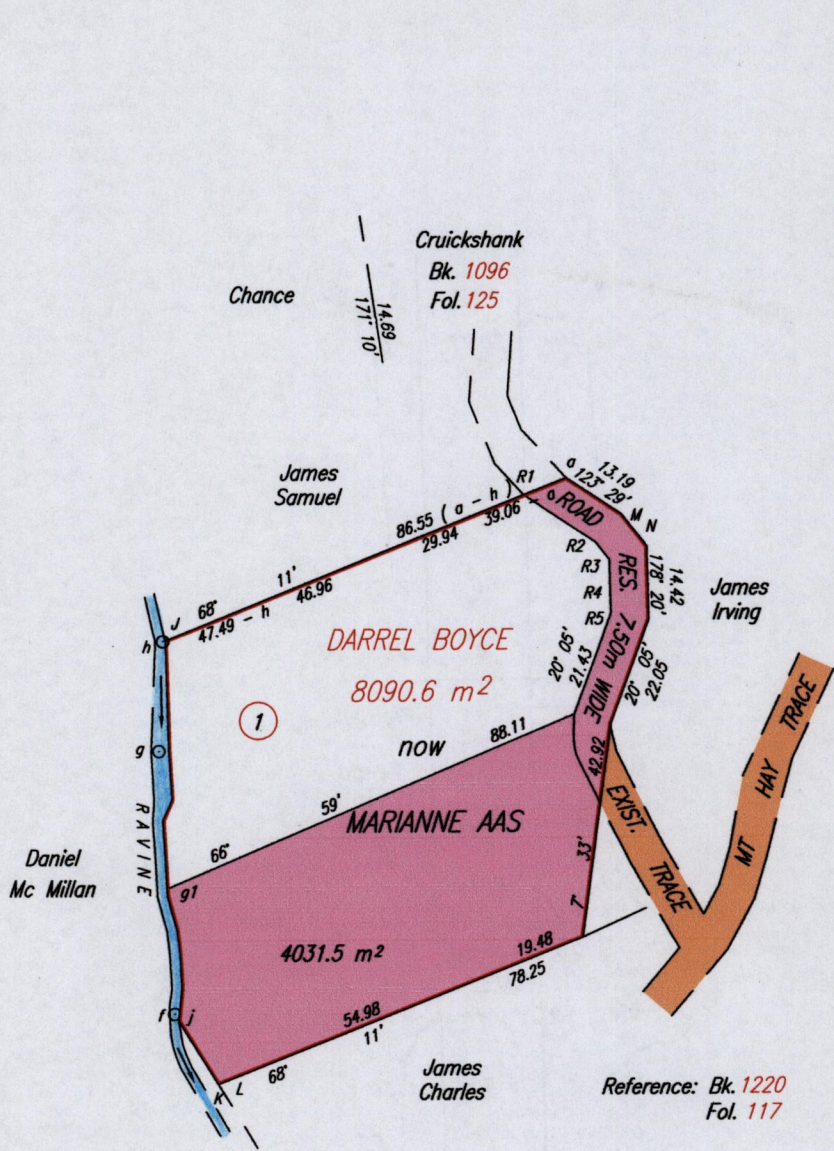 Cruickshank
Bk. 1096
Fol. 125
Chance
14.69
171° 10'
James
Samuel
R1
a
13.19
123° 29'
M
N
86.55 ( a - h )
39.06
29.94
ROAD
RES.
7.50m WIDE
R2
R3
R4
R5
14.42
178° 20'
James
Irving
11'
46.96
68°
47.49 - h
J
h
DARREL BOYCE
8090.6 m²
20° 05'
21.43
20° 05'
22.05
1
now
88.11
42.92
g
59'
MARIANNE AAS
66°
RAVINE
g1
EXIST. TRACE
MT HAY TRACE
33'
7°
Daniel
Mc Millan
4031.5 m²
19.48
78.25
f
j
54.98
11'
68°
K
L
James
Charles
Reference: Bk. 1220
Fol. 117